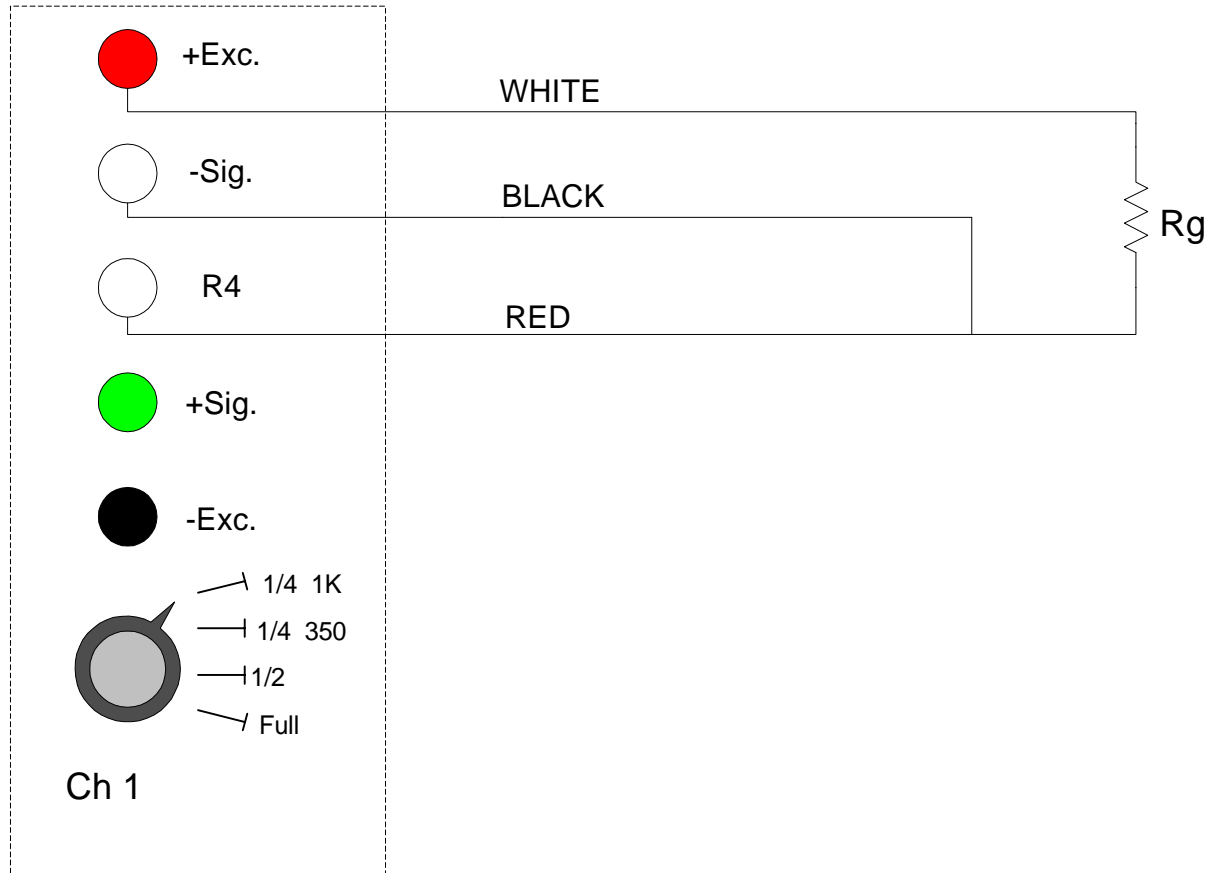 +Exc.
WHITE
-Sig.
BLACK
Rg
R4
RED
+Sig.
-Exc.
1/4 1K
1/4 350
1/2
Full
Ch 1